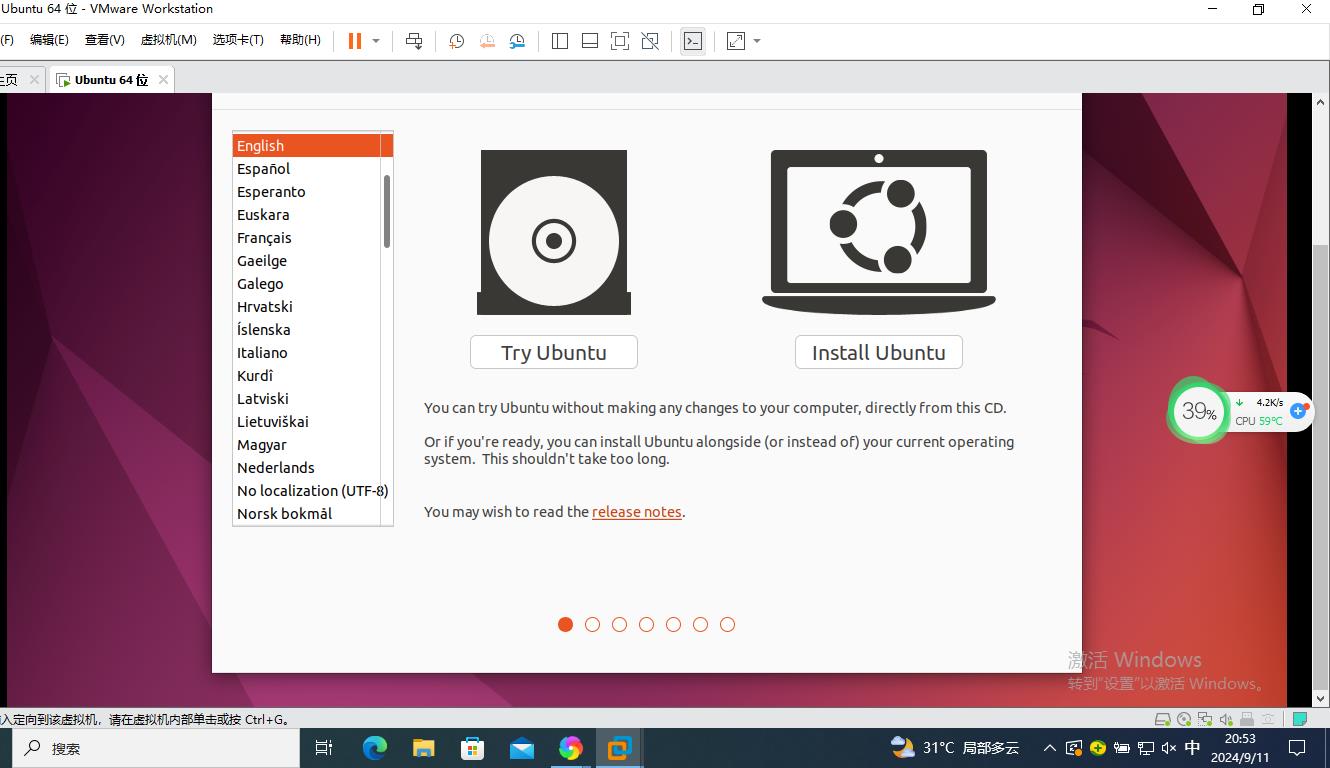 Ubuntu 64 位 - VMware Workstation
(F) 编辑(E) 查看(V) 虚拟机(M) 选项卡(T) 帮助(H)
主页 Ubuntu 64 位
English
Español
Esperanto
Euskara
Français
Gaeilge
Galego
Hrvatski
Íslenska
Italiano
Kurdî
Latviski
Lietuviškai
Magyar
Nederlands
No localization (UTF-8)
Norsk bokmål
Try Ubuntu
Install Ubuntu
You can try Ubuntu without making any changes to your computer, directly from this CD.
Or if you're ready, you can install Ubuntu alongside (or instead of) your current operating
system. This shouldn't take too long.
You may wish to read the release notes.
39%
4.2K/s
CPU 59℃
激活 Windows
转到“设置”以激活 Windows。
入定向到该虚拟机，请在虚拟机内部单击或按 Ctrl+G。
搜索
31°C 局部多云
中
20:53
2024/9/11